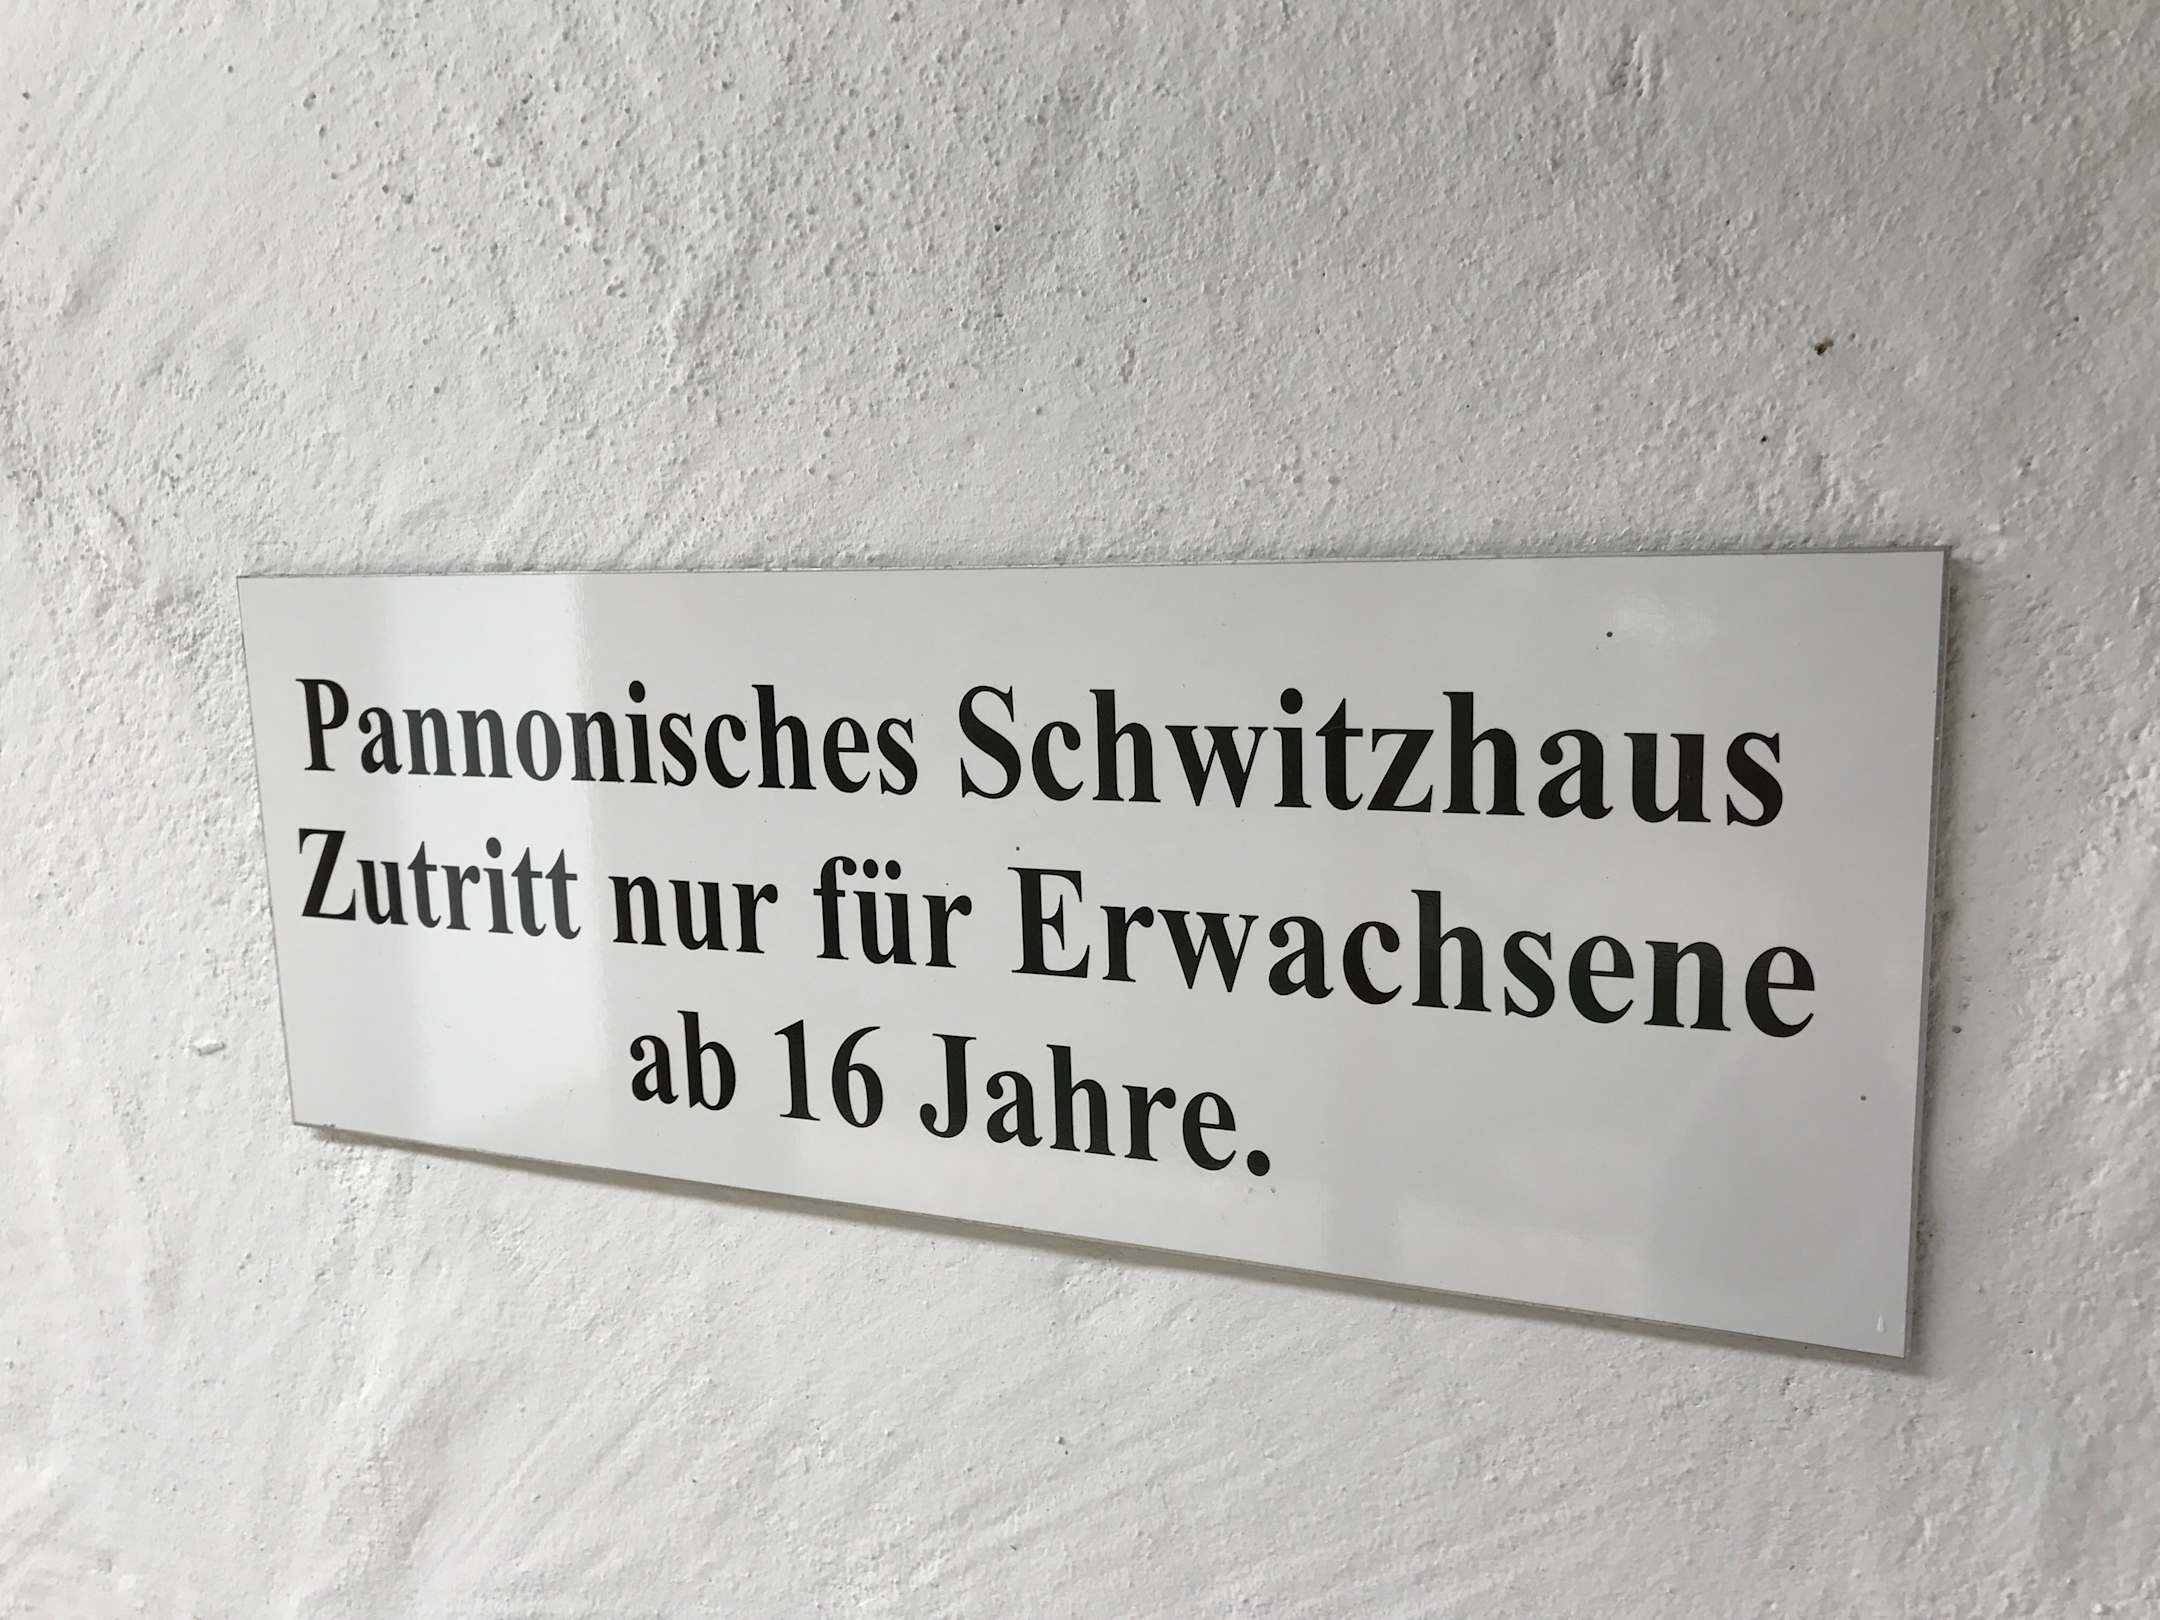 Pannonisches Schwitzhaus
Zutritt nur für Erwachsene
ab 16 Jahre.